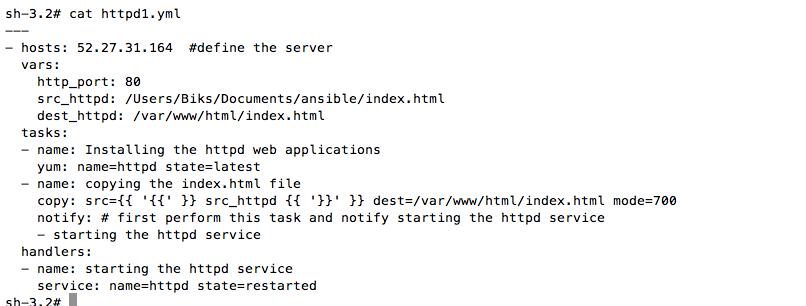 sh-3.2# cat httpd1.yml
---
- hosts: 52.27.31.164  #define the server
  vars:
    http_port: 80
    src_httpd: /Users/Biks/Documents/ansible/index.html
    dest_httpd: /var/www/html/index.html
  tasks:
  - name: Installing the httpd web applications
    yum: name=httpd state=latest
  - name: copying the index.html file
    copy: src={{ '{{' }} src_httpd {{ '}}' }} dest=/var/www/html/index.html mode=700
    notify: # first perform this task and notify starting the httpd service
    - starting the httpd service
  handlers:
  - name: starting the httpd service
    service: name=httpd state=restarted
sh-3.2#